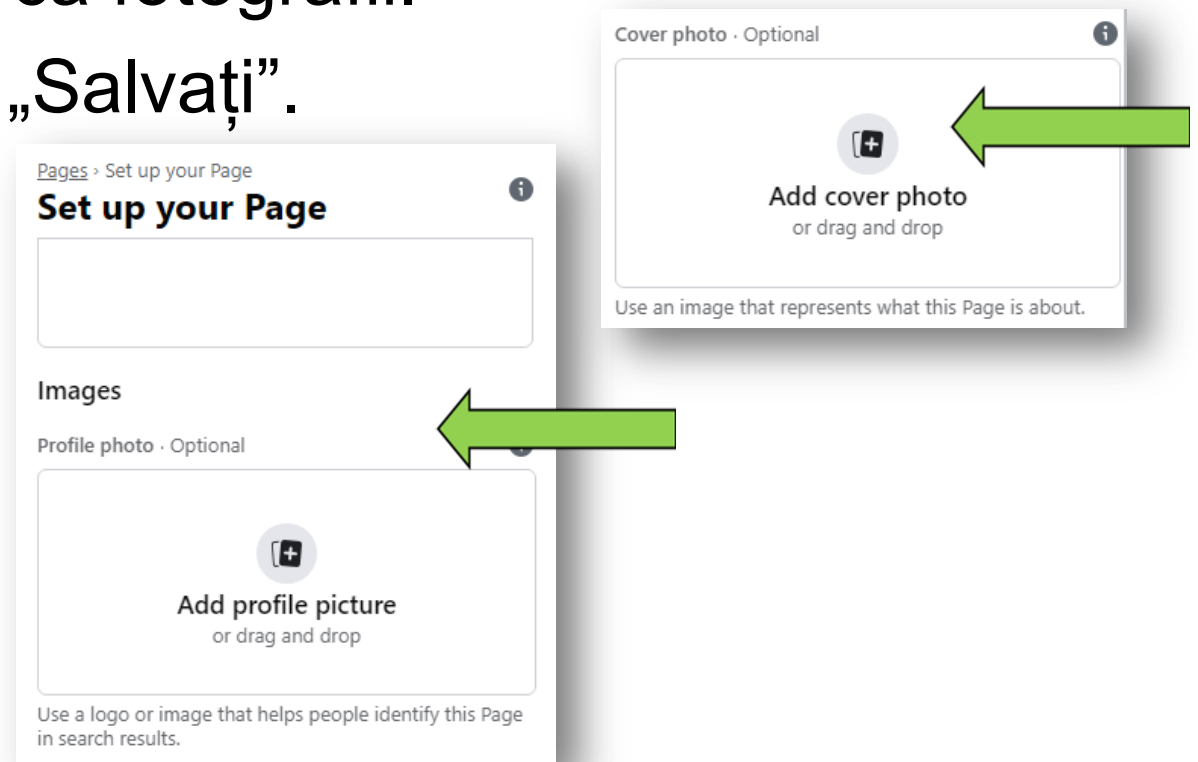 ca fotografii.
„Salvați”.
Cover photo · Optional
Add cover photo
or drag and drop
Use an image that represents what this Page is about.
Pages › Set up your Page
Set up your Page
Images
Profile photo · Optional
Add profile picture
or drag and drop
Use a logo or image that helps people identify this Page
in search results.